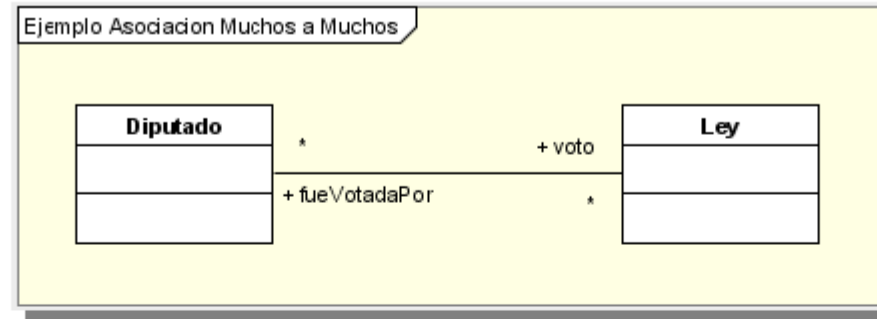 Ejemplo Asociacion Muchos a Muchos
Diputado
Ley
*
+ voto
+ fueVotadaPor
*